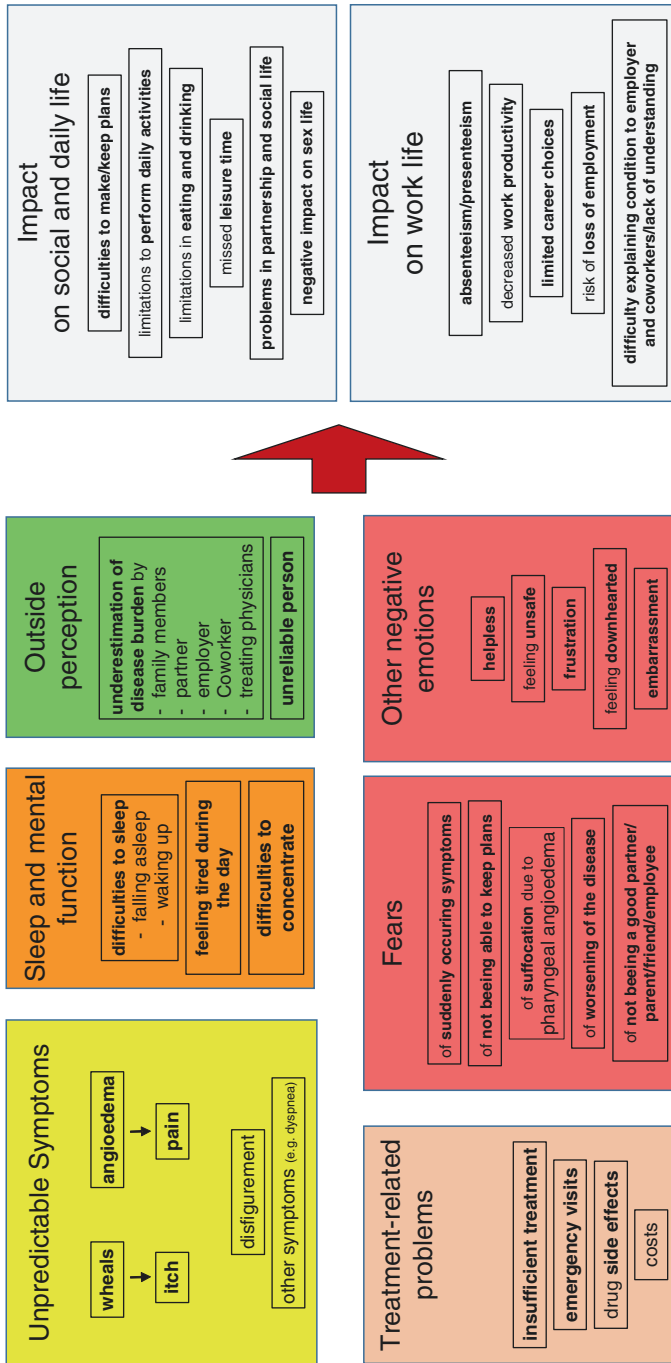 Unpredictable Symptoms
wheals
angioedema
itch
pain
disfigurement
other symptoms (e.g. dyspnea)
Sleep and mental
function
difficulties to sleep
- falling asleep
- waking up
feeling tired during
the day
difficulties to
concentrate
Outside
perception
underestimation of
disease burden by
- family members
- partner
- employer
- Coworker
- treating physicians
unreliable person
Treatment-related
problems
insufficient treatment
emergency visits
drug side effects
costs
Fears
of suddenly occuring symptoms
of not beeing able to keep plans
of suffocation due to
pharyngeal angioedema
of worsening of the disease
of not beeing a good partner/
parent/friend/employee
Other negative
emotions
helpless
feeling unsafe
frustration
feeling downhearted
embarrassment
Impact
on social and daily life
difficulties to make/keep plans
limitations to perform daily activities
limitations in eating and drinking
missed leisure time
problems in partnership and social life
negative impact on sex life
Impact
on work life
absenteeism/presenteeism
decreased work productivity
limited career choices
risk of loss of employment
difficulty explaining condition to employer
and coworkers/lack of understanding